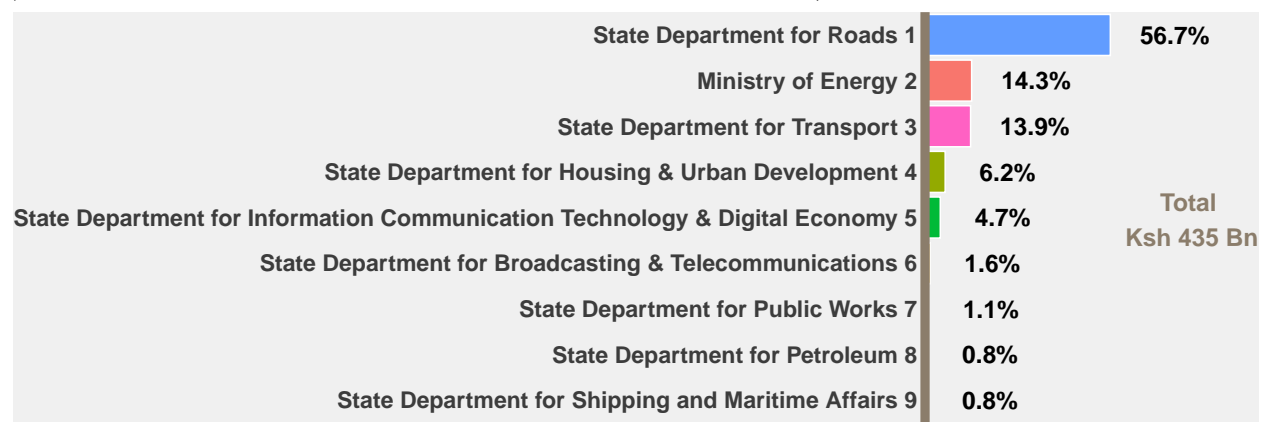 State Department for Roads 1 56.7%
Ministry of Energy 2 14.3%
State Department for Transport 3 13.9%
State Department for Housing & Urban Development 4 6.2%
State Department for Information Communication Technology & Digital Economy 5 4.7%
State Department for Broadcasting & Telecommunications 6 1.6%
State Department for Public Works 7 1.1%
State Department for Petroleum 8 0.8%
State Department for Shipping and Maritime Affairs 9 0.8%
Total
Ksh 435 Bn